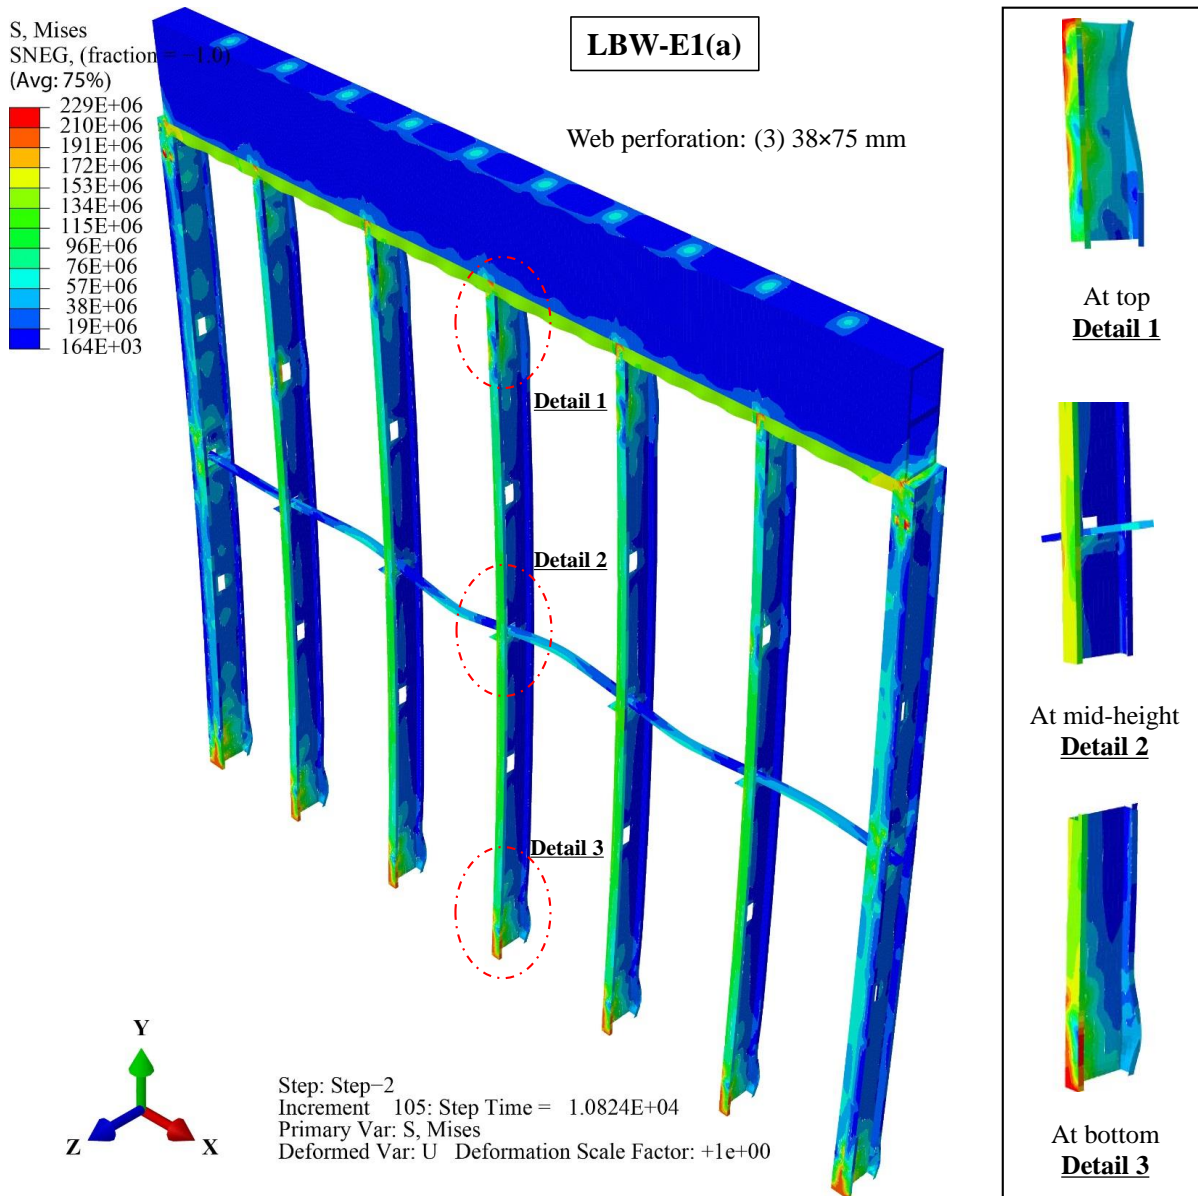 S, Mises
SNEG, (fraction = −1.0)
(Avg: 75%)
229E+06
210E+06
191E+06
172E+06
153E+06
134E+06
115E+06
96E+06
76E+06
57E+06
38E+06
19E+06
164E+03
LBW-E1(a)
Web perforation: (3) 38×75 mm
Detail 1
Detail 2
Detail 3
At top
Detail 1
At mid-height
Detail 2
At bottom
Detail 3
Y
Z
X
Step: Step−2
Increment 105: Step Time = 1.0824E+04
Primary Var: S, Mises
Deformed Var: U Deformation Scale Factor: +1e+00